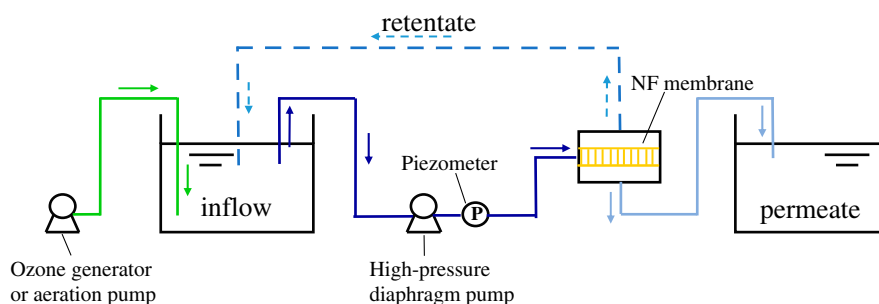 retentate
NF membrane
Piezometer
P
inflow
permeate
Ozone generator
or aeration pump
High-pressure
diaphragm pump